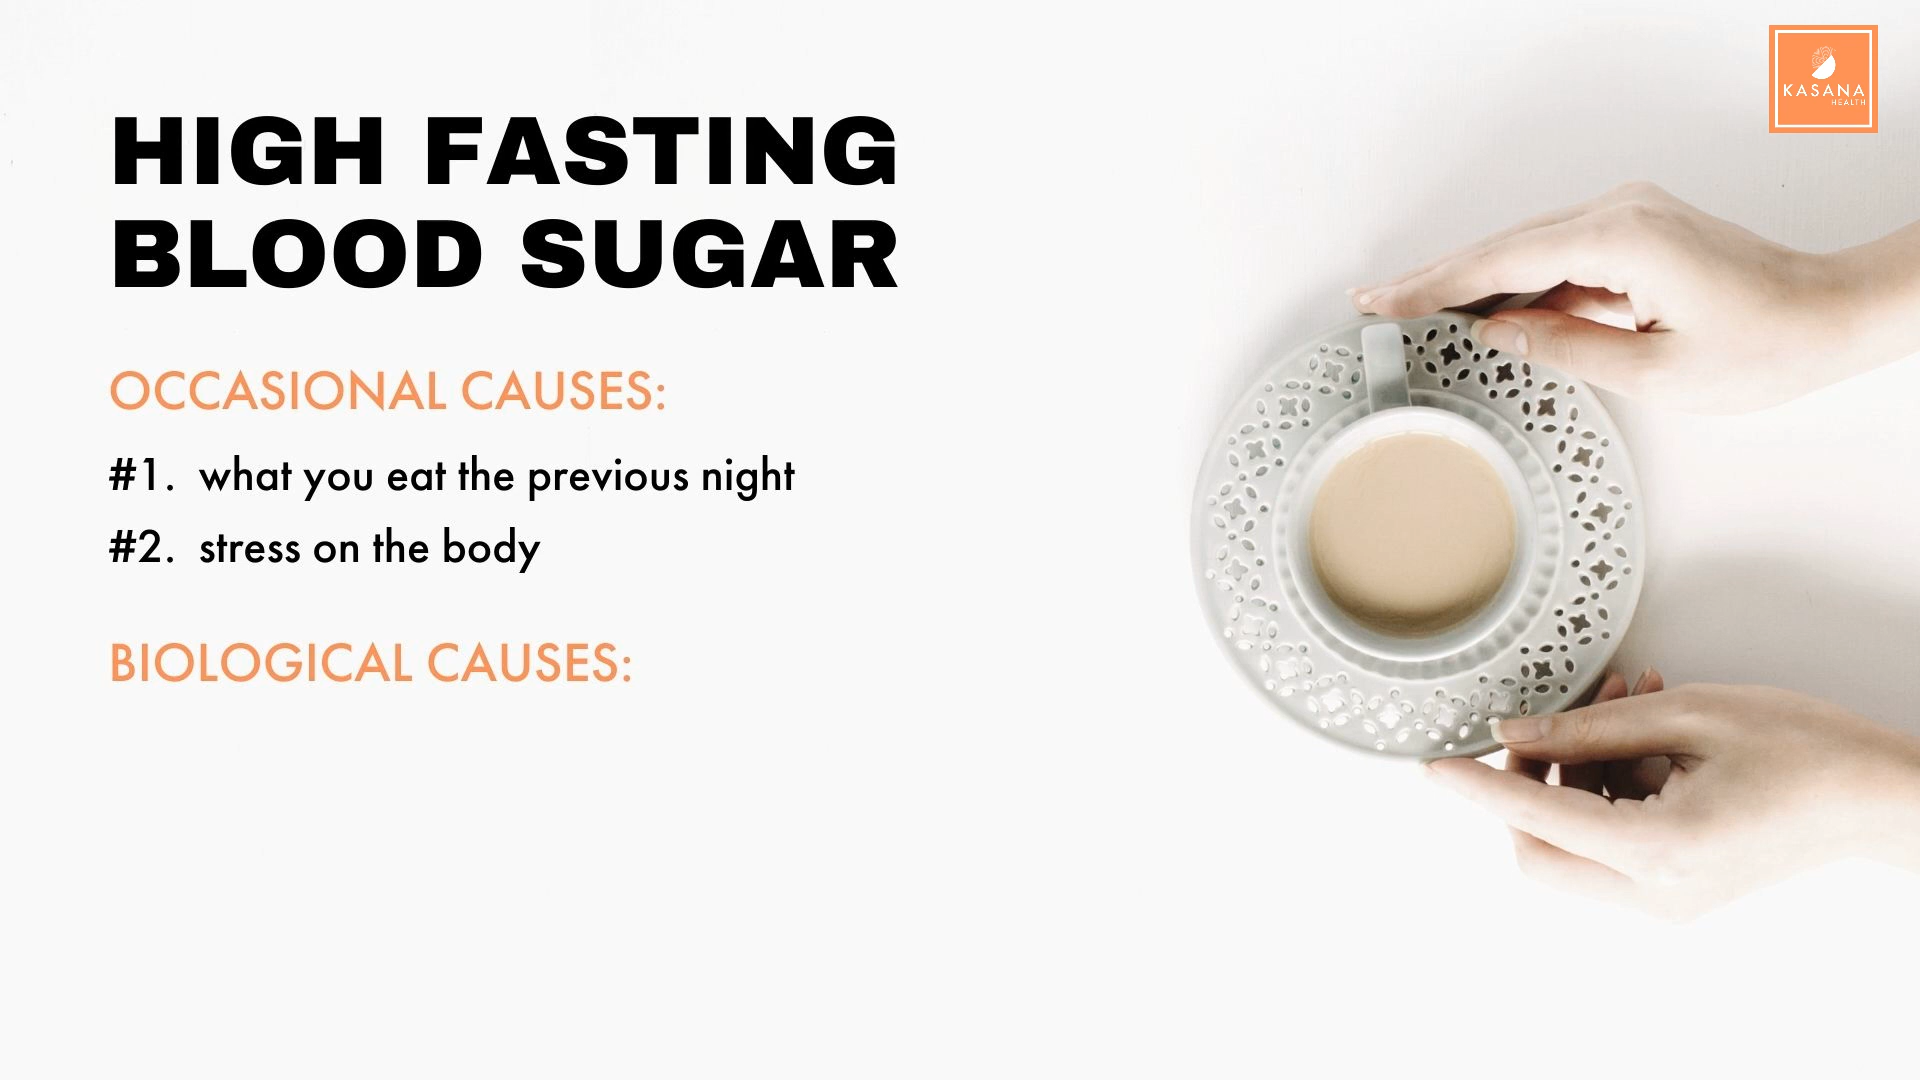 KASANA
HEALTH
HIGH FASTING
BLOOD SUGAR
OCCASIONAL CAUSES:
#1. what you eat the previous night
#2. stress on the body
BIOLOGICAL CAUSES: